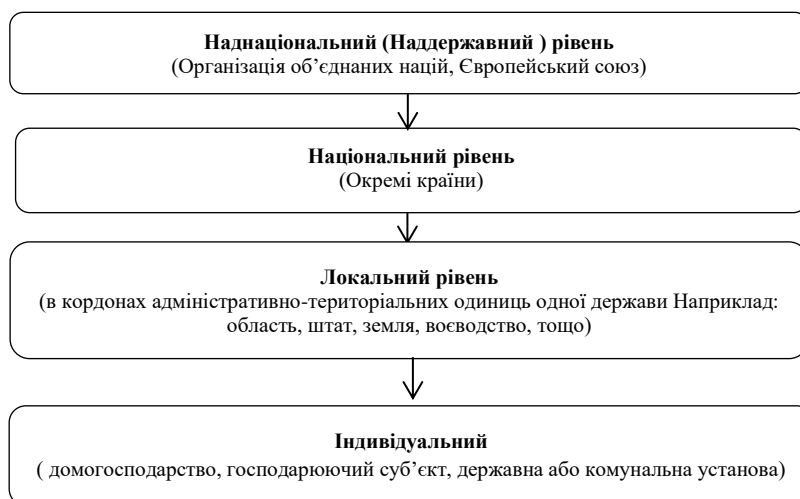 Наднаціональний (Наддержавний ) рівень
(Організація об’єднаних націй, Європейський союз)
Національний рівень
(Окремі країни)
Локальний рівень
(в кордонах адміністративно-територіальних одиниць одної держави Наприклад:
область, штат, земля, воєводство, тощо)
Індивідуальний
( домогосподарство, господарюючий суб’єкт, державна або комунальна установа)